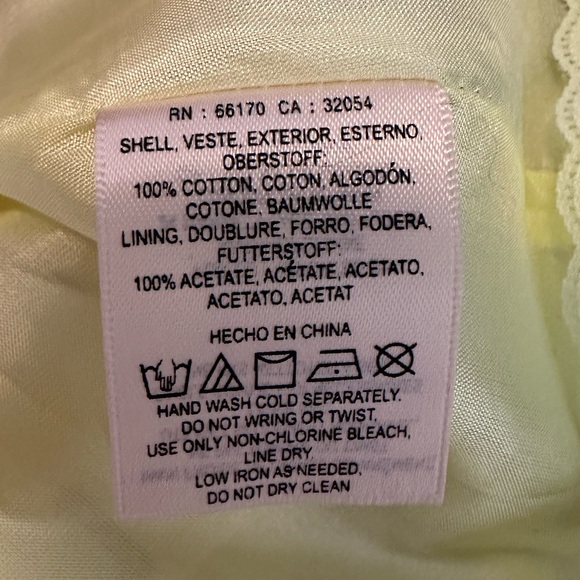 RN : 66170 CA : 32054
SHELL, VESTE, EXTERIOR, ESTERNO,
OBERSTOFF:
100% COTTON, COTON, ALGODÓN,
COTONE, BAUMWOLLE
LINING, DOUBLURE, FORRO, FODERA,
FUTTERSTOFF:
100% ACETATE, ACÉTATE, ACETATO,
ACETATO, ACETAT
HECHO EN CHINA
HAND WASH COLD SEPARATELY.
DO NOT WRING OR TWIST,
USE ONLY NON-CHLORINE BLEACH,
LINE DRY.
LOW IRON AS NEEDED,
DO NOT DRY CLEAN